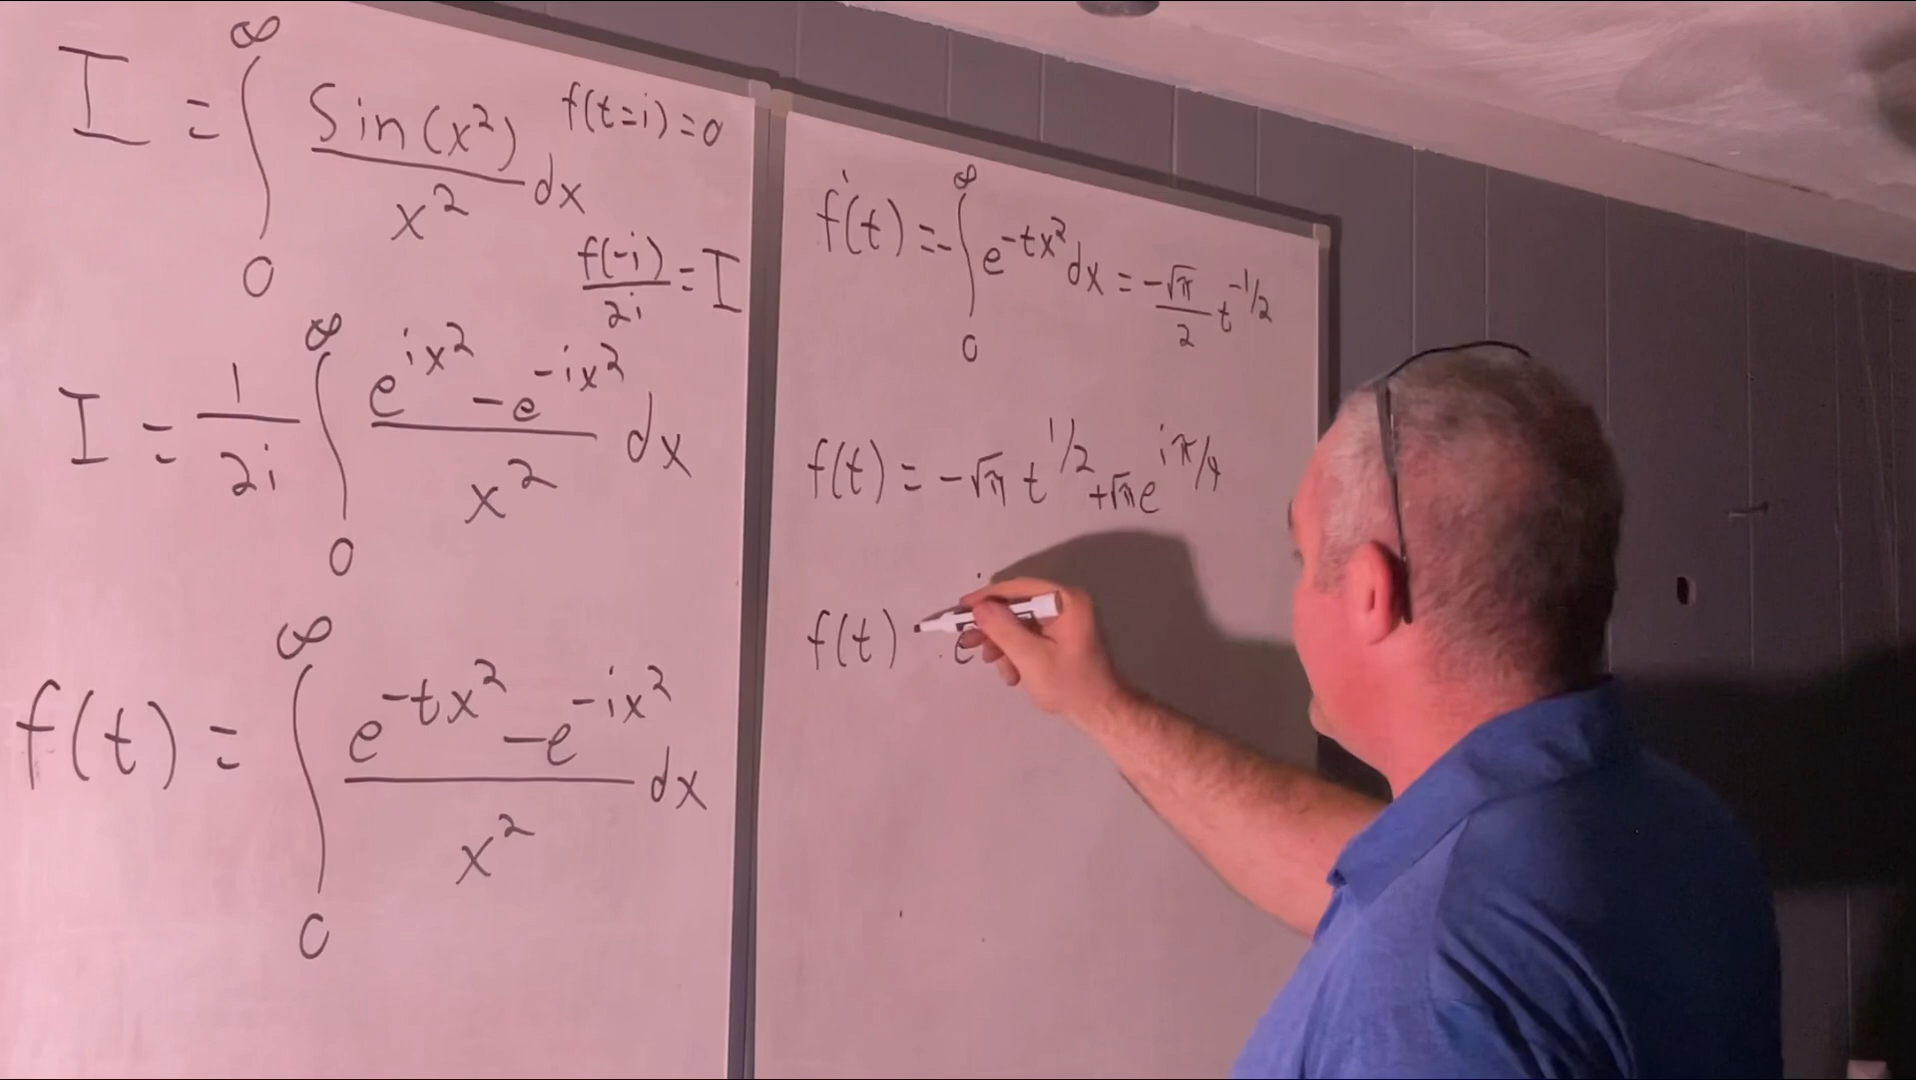 I = ∫₀^∞ Sin(x²)/x² dx
f(t=i)=0
f(-i)/2i = I
I = 1/2i ∫₀^∞ (e^{ix²} - e^{-ix²})/x² dx
f(t) = ∫₀^∞ (e^{-tx²} - e^{-ix²})/x² dx
f'(t) = -∫₀^∞ e^{-tx²} dx = -√π/2 t^{-1/2}
f(t) = -√π t^{1/2} + √π e^{iπ/4}
f(t) e